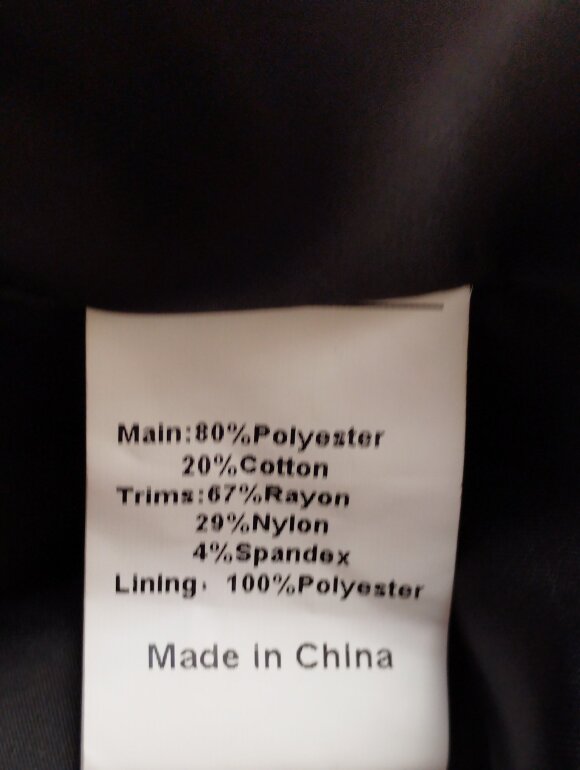 Main:80%Polyester
20%Cotton
Trims:67%Rayon
29%Nylon
4%Spandex
Lining: 100%Polyester
Made in China